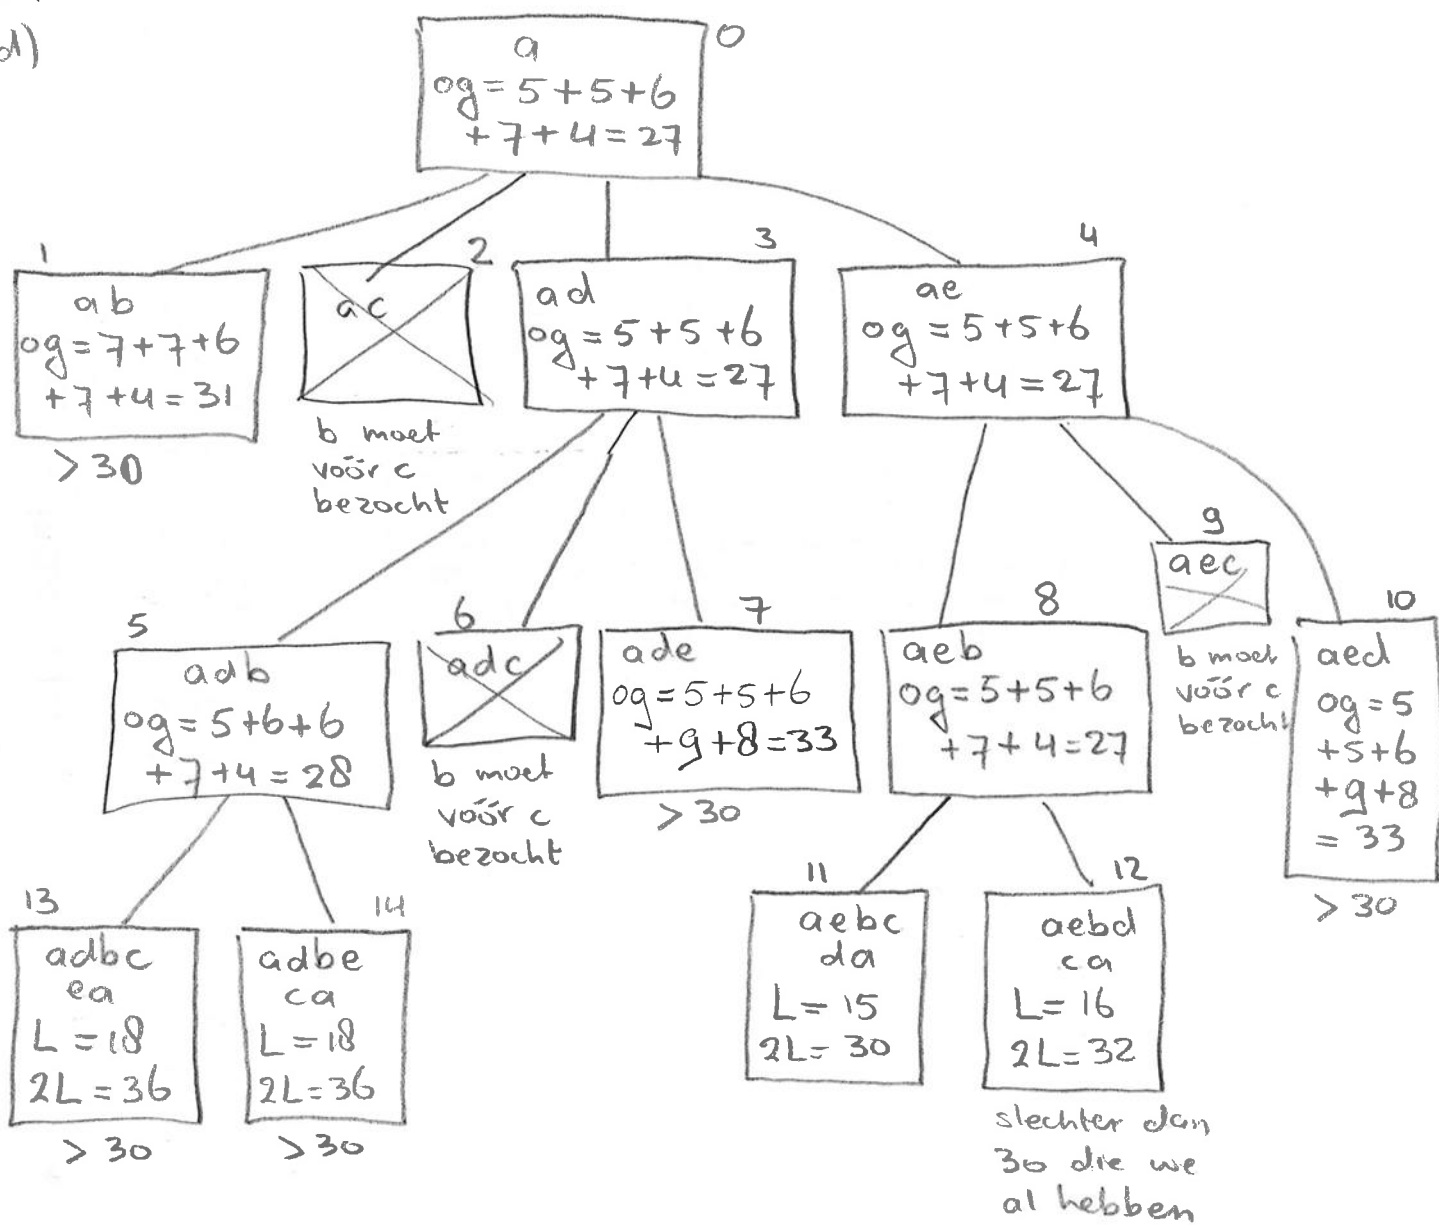 d)
0
a
og=5+5+6
+7+4=27
1
ab
og=7+7+6
+7+4=31
>30
2
ac
b moet
vóór c
bezocht
3
ad
og=5+5+6
+7+4=27
4
ae
og=5+5+6
+7+4=27
5
adb
og=5+6+6
+7+4=28
6
adc
b moet
vóór c
bezocht
7
ade
og=5+5+6
+9+8=33
>30
8
aeb
og=5+5+6
+7+4=27
9
aec
b moet
vóór c
bezocht
10
aed
og=5
+5+6
+9+8
=33
>30
13
adbc
ea
L=18
2L=36
>30
14
adbe
ca
L=18
2L=36
>30
11
aebc
da
L=15
2L=30
12
aebd
ca
L=16
2L=32
slechter dan
30 die we
al hebben